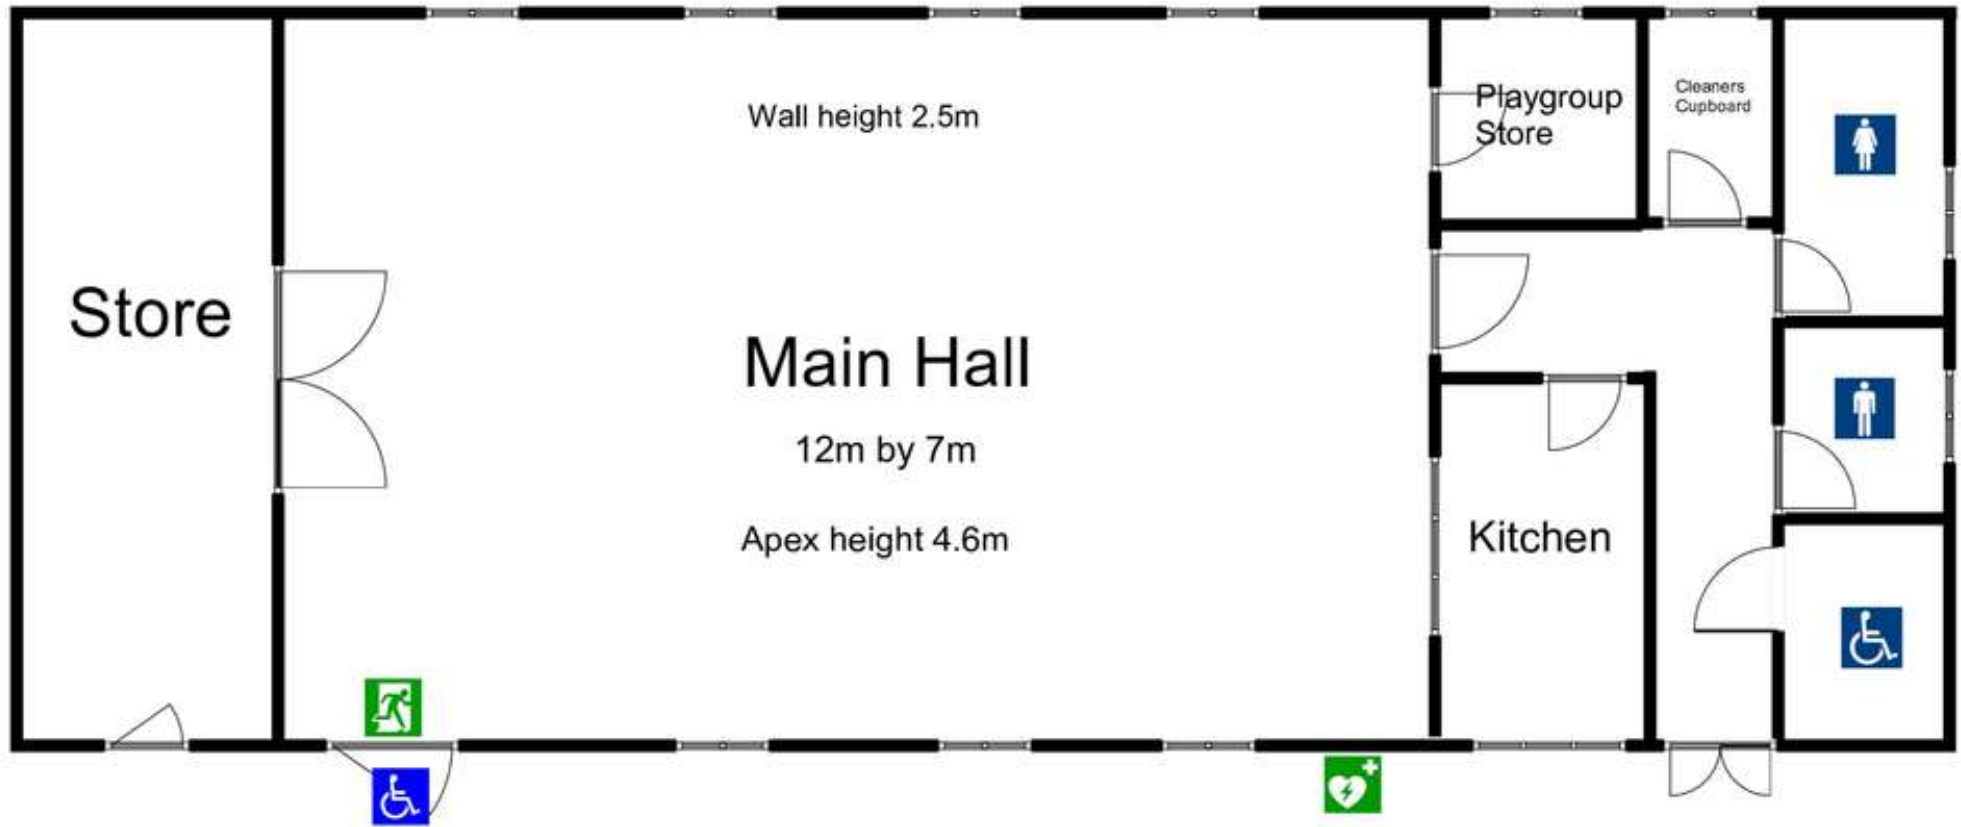 Wall height 2.5m
Playgroup
Store
Cleaners
Cupboard
Store
Main Hall
12m by 7m
Apex height 4.6m
Kitchen